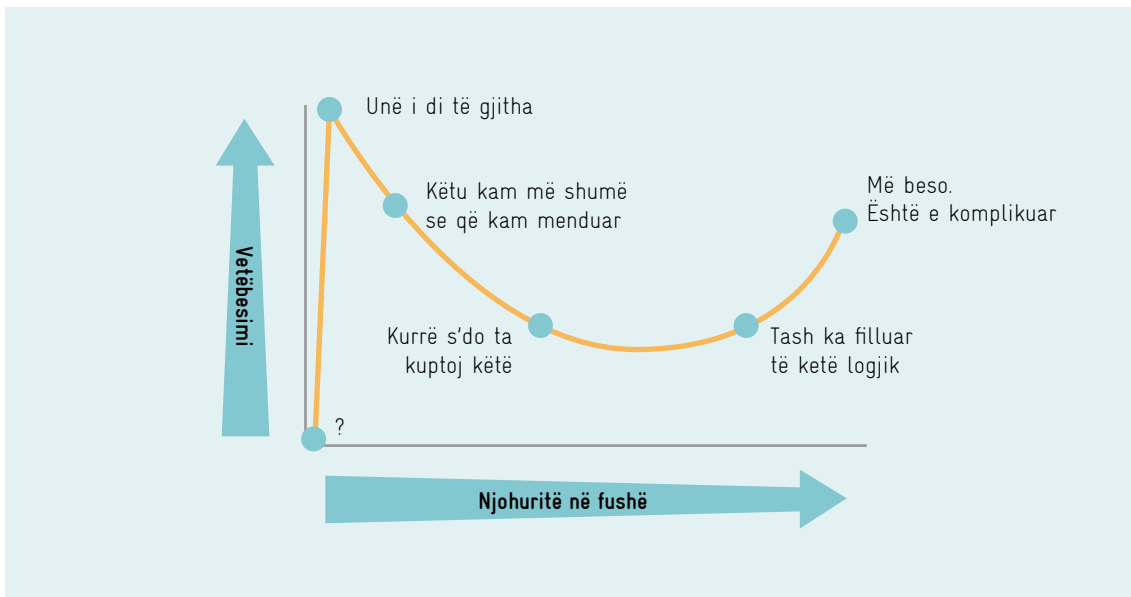 Unë i di të gjitha
Këtu kam më shumë
se që kam menduar
Më beso.
Është e komplikuar
Vetëbesimi
Kurrë s'do ta
kuptoj këtë
Tash ka filluar
të ketë logjik
?
Njohuritë në fushë